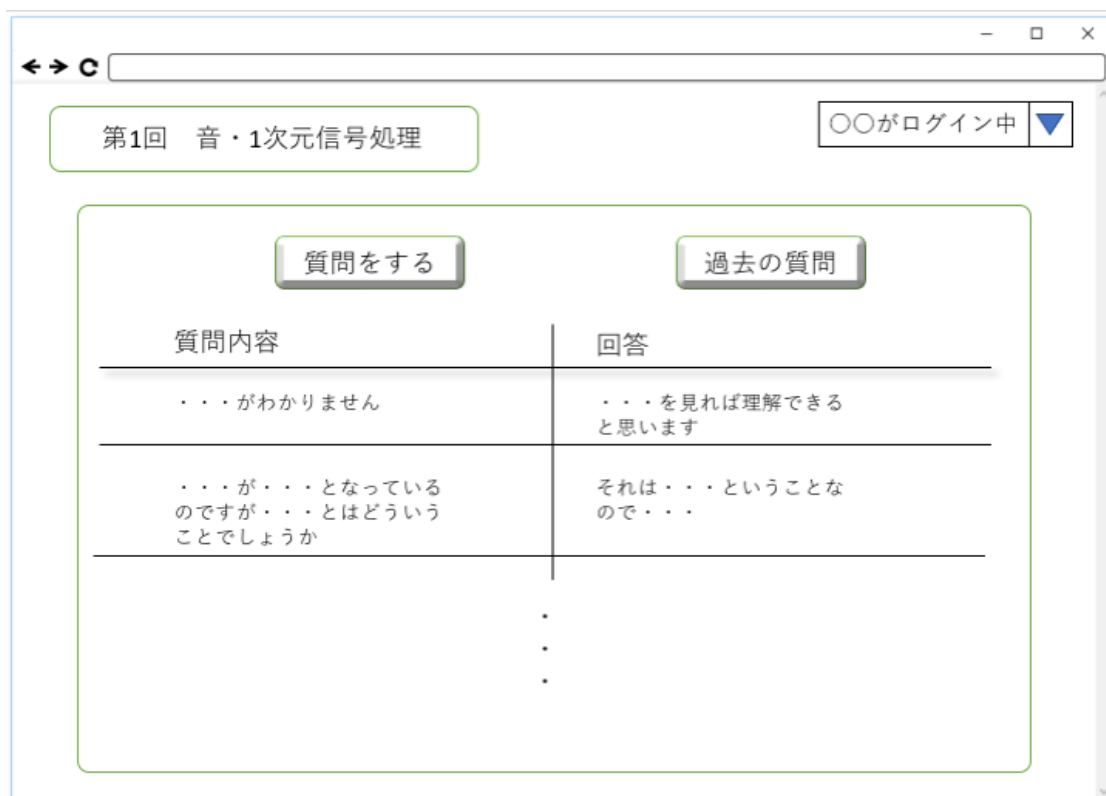 第1回　音・1次元信号処理
〇〇がログイン中
質問をする
過去の質問
質問内容
回答
・・・がわかりません
・・・を見れば理解できる
と思います
・・・が・・・となっている
のですが・・・とはどういう
ことでしょうか
それは・・・ということな
ので・・・
・
・
・